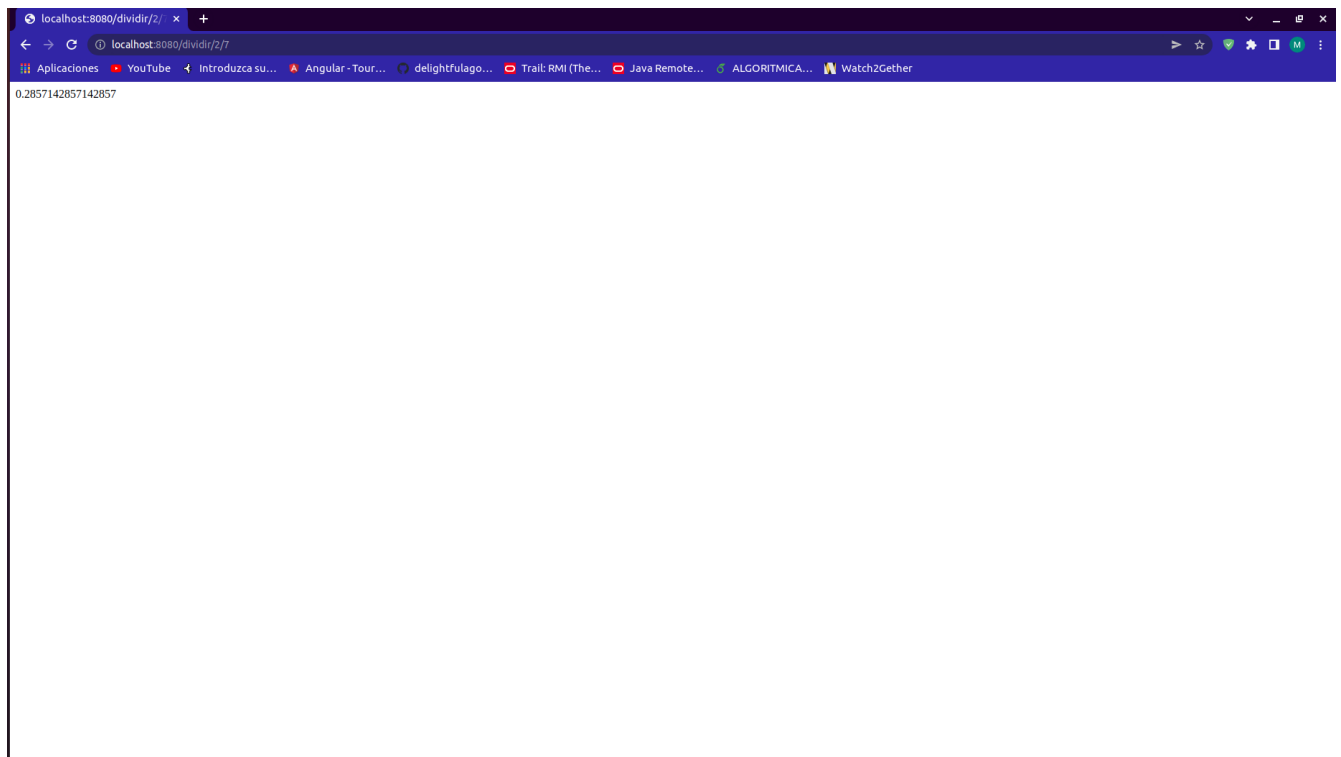 localhost:8080/dividir/2/
localhost:8080/dividir/2/7
Aplicaciones YouTube Introduzca su... Angular - Tour... delightfulago... Trail: RMI (The... Java Remote... ALGORITMICA... Watch2Gether
M
0.2857142857142857